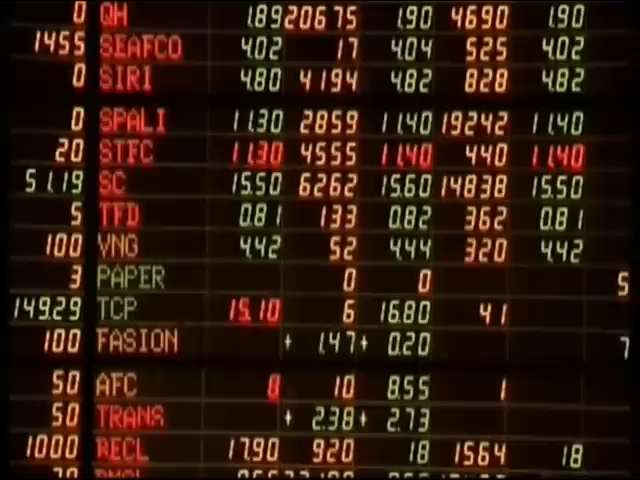 0 QH 1.89 20675 1.90 4690 1.90
1455 SEAFCO 4.02 17 4.04 525 4.02
0 SIRI 4.80 4194 4.82 828 4.82
0 SPALI 11.30 2859 11.40 19242 11.40
20 STFC 11.30 4555 11.40 440 11.40
51.19 SC 15.50 6262 15.60 14838 15.50
5 TFD 0.81 133 0.82 362 0.81
100 VNG 4.42 52 4.44 320 4.42
3 PAPER 0 0 5
149.29 TCP 15.10 6 16.80 41
100 FASION + 1.47 + 0.20 7
50 AFC 8 10 8.55 1
50 TRANS + 2.38 + 2.73
1000 RECL 17.90 920 18 1564 18